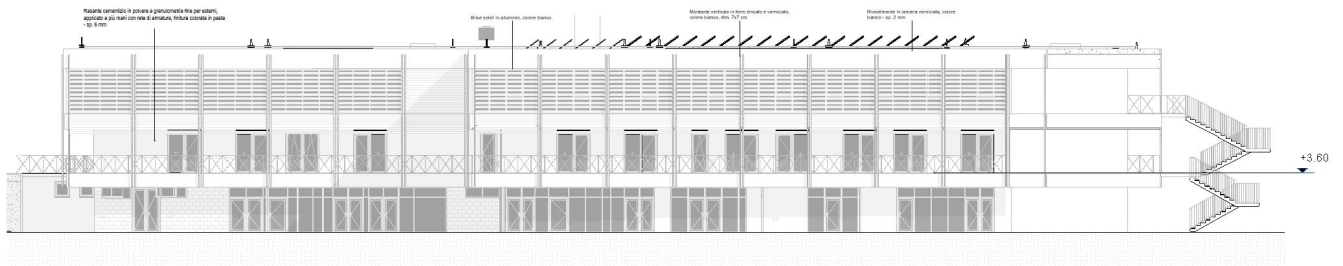 Rasante cementizio in polvere a granulometria fine per esterni,
applicato a più mani con rete di armature, finitura colorata in pasta
- sp. 6 mm
Brise soleil in alluminio, colore bianco.
Montante verticale in ferro zincato e verniciato,
colore bianco, dim. 7x7 cm
Rivestimento in lamiera verniciata, colore
bianco - sp. 2 mm
+3.60